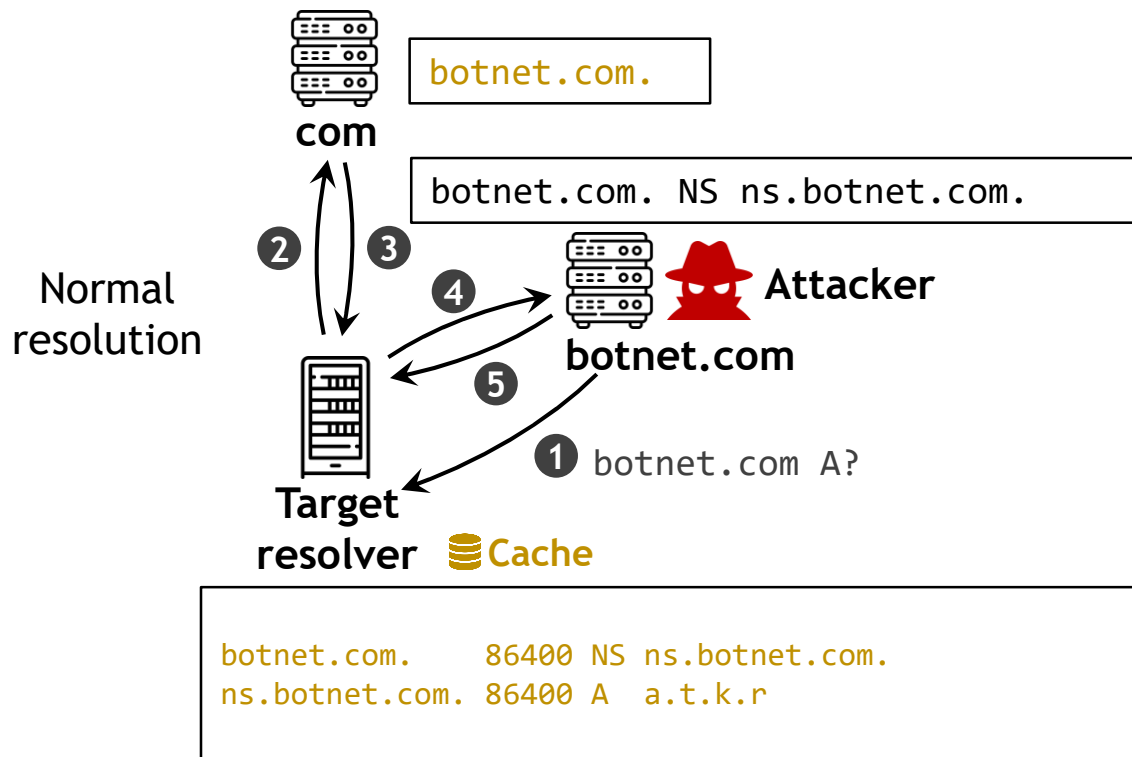 botnet.com.
com
botnet.com. NS ns.botnet.com.
2
3
4
Normal
resolution
Attacker
botnet.com
5
1
botnet.com A?
Target
resolver
Cache
botnet.com. 86400 NS ns.botnet.com.
ns.botnet.com. 86400 A a.t.k.r